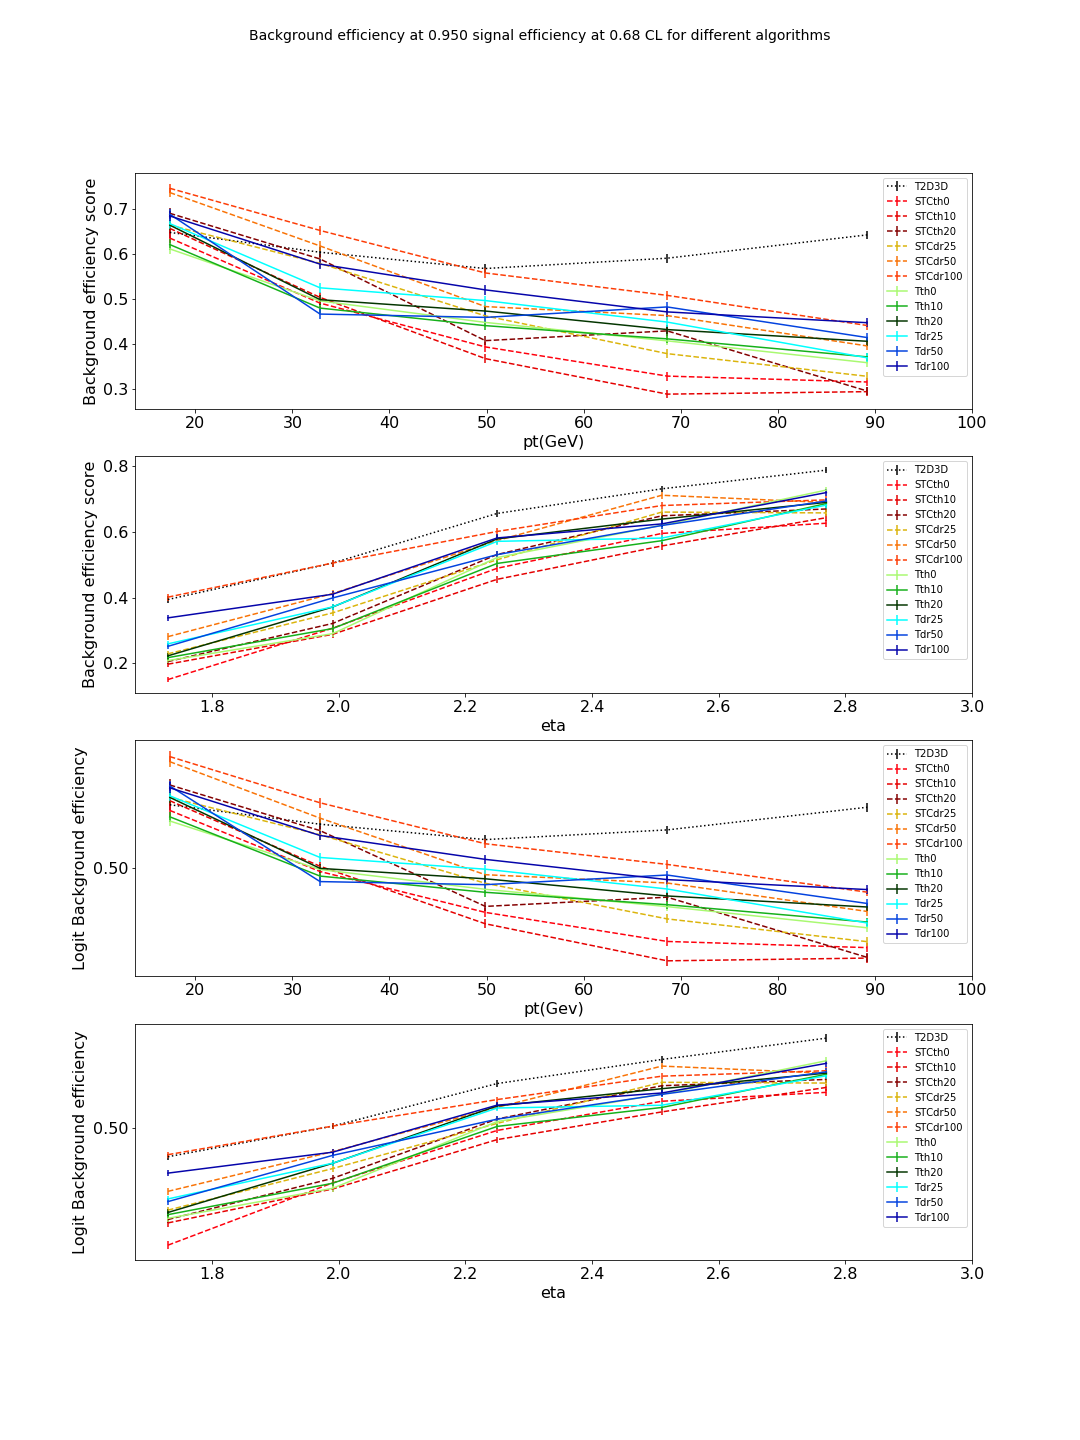 Background efficiency at 0.950 signal efficiency at 0.68 CL for different algorithms
Background efficiency score
0.7
0.6
0.5
0.4
0.3
T2D3D
STCth0
STCth10
STCth20
STCdr25
STCdr50
STCdr100
Tth0
Tth10
Tth20
Tdr25
Tdr50
Tdr100
20 30 40 50 60 70 80 90 100
pt(GeV)
Background efficiency score
0.8
0.6
0.4
0.2
T2D3D
STCth0
STCth10
STCth20
STCdr25
STCdr50
STCdr100
Tth0
Tth10
Tth20
Tdr25
Tdr50
Tdr100
1.8 2.0 2.2 2.4 2.6 2.8 3.0
eta
Logit Background efficiency
0.50
T2D3D
STCth0
STCth10
STCth20
STCdr25
STCdr50
STCdr100
Tth0
Tth10
Tth20
Tdr25
Tdr50
Tdr100
20 30 40 50 60 70 80 90 100
pt(Gev)
Logit Background efficiency
0.50
T2D3D
STCth0
STCth10
STCth20
STCdr25
STCdr50
STCdr100
Tth0
Tth10
Tth20
Tdr25
Tdr50
Tdr100
1.8 2.0 2.2 2.4 2.6 2.8 3.0
eta